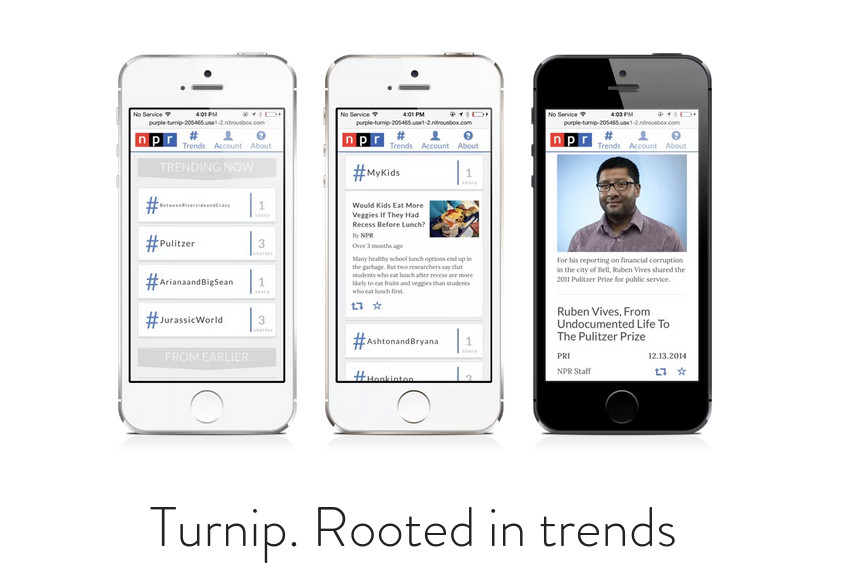 No Service 4:01 PM
purple-turnip-205465.use1-2.nitrousbox.com
npr # Trends Account About
TRENDING NOW
#BetweenRiversideandCrazy 1 story
#Pulitzer 3 stories
#ArianaandBigSean 1 story
#JurassicWorld 3 stories
FROM EARLIER
No Service 4:01 PM
purple-turnip-205465.use1-2.nitrousbox.com
npr # Trends Account About
#MyKids 1 story
Would Kids Eat More
Veggies If They Had
Recess Before Lunch?
By NPR
Over 3 months ago
Many healthy school lunch options end up in
the garbage. But two researchers say that
students who eat lunch after recess are more
likely to eat fruits and veggies than students
who eat lunch first.
#AshtonandBryana 1 story
#Hopkinton 3
No Service 4:03 PM
purple-turnip-205465.use1-2.nitrousbox.com
npr # Trends Account About
For his reporting on financial corruption
in the city of Bell, Ruben Vives shared the
2011 Pulitzer Prize for public service.
Ruben Vives, From
Undocumented Life To
The Pulitzer Prize
PRI 12.13.2014
NPR Staff
Turnip. Rooted in trends